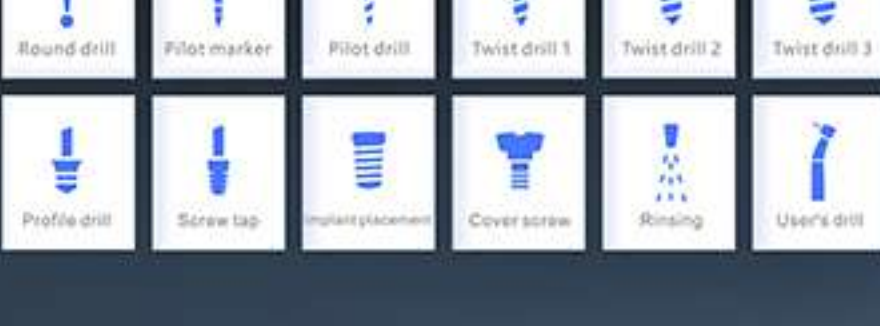 Round drill
Pilot marker
Pilot drill
Twist drill 1
Twist drill 2
Twist drill 3
Profile drill
Screw tap
Implant placement
Cover screw
Rinsing
User's drill